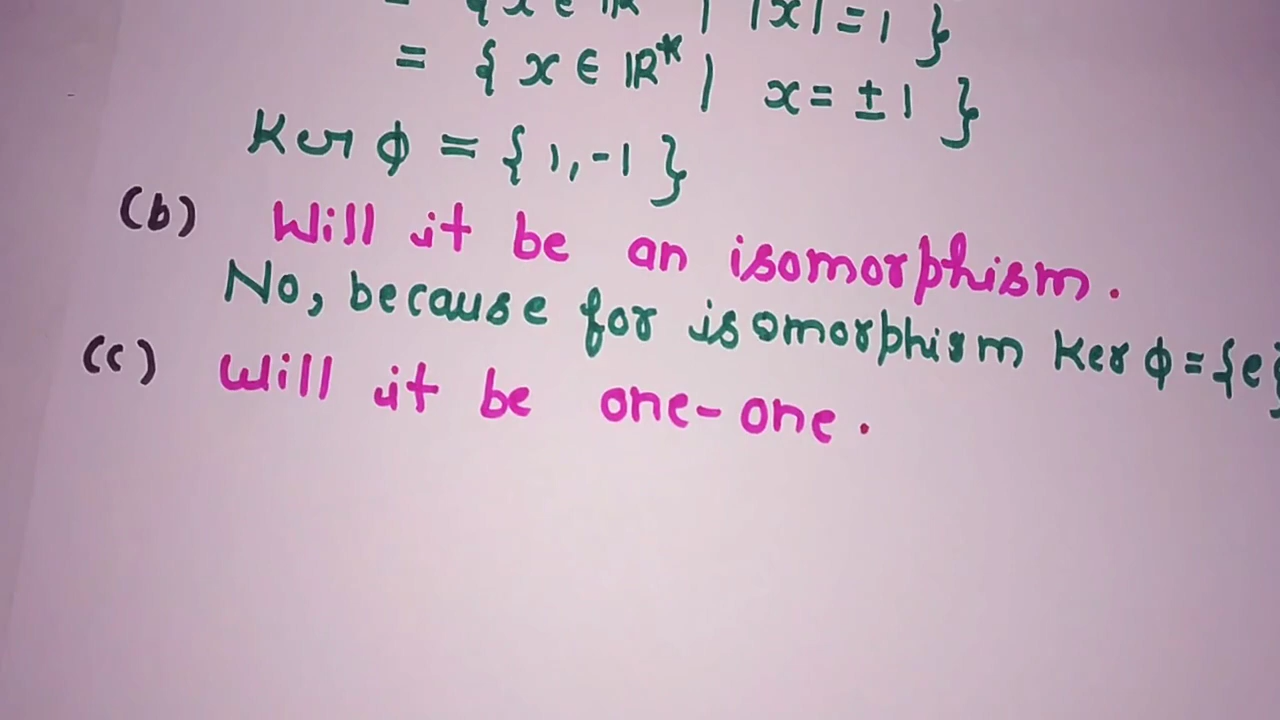 = {x ∈ ℝ | |x| = 1 }
= { x ∈ ℝ* | x = ± 1 }
Ker ϕ = { 1, -1 }
(b) Will it be an isomorphism.
No, because for isomorphism Ker ϕ = {e}
(c) Will it be one-one.